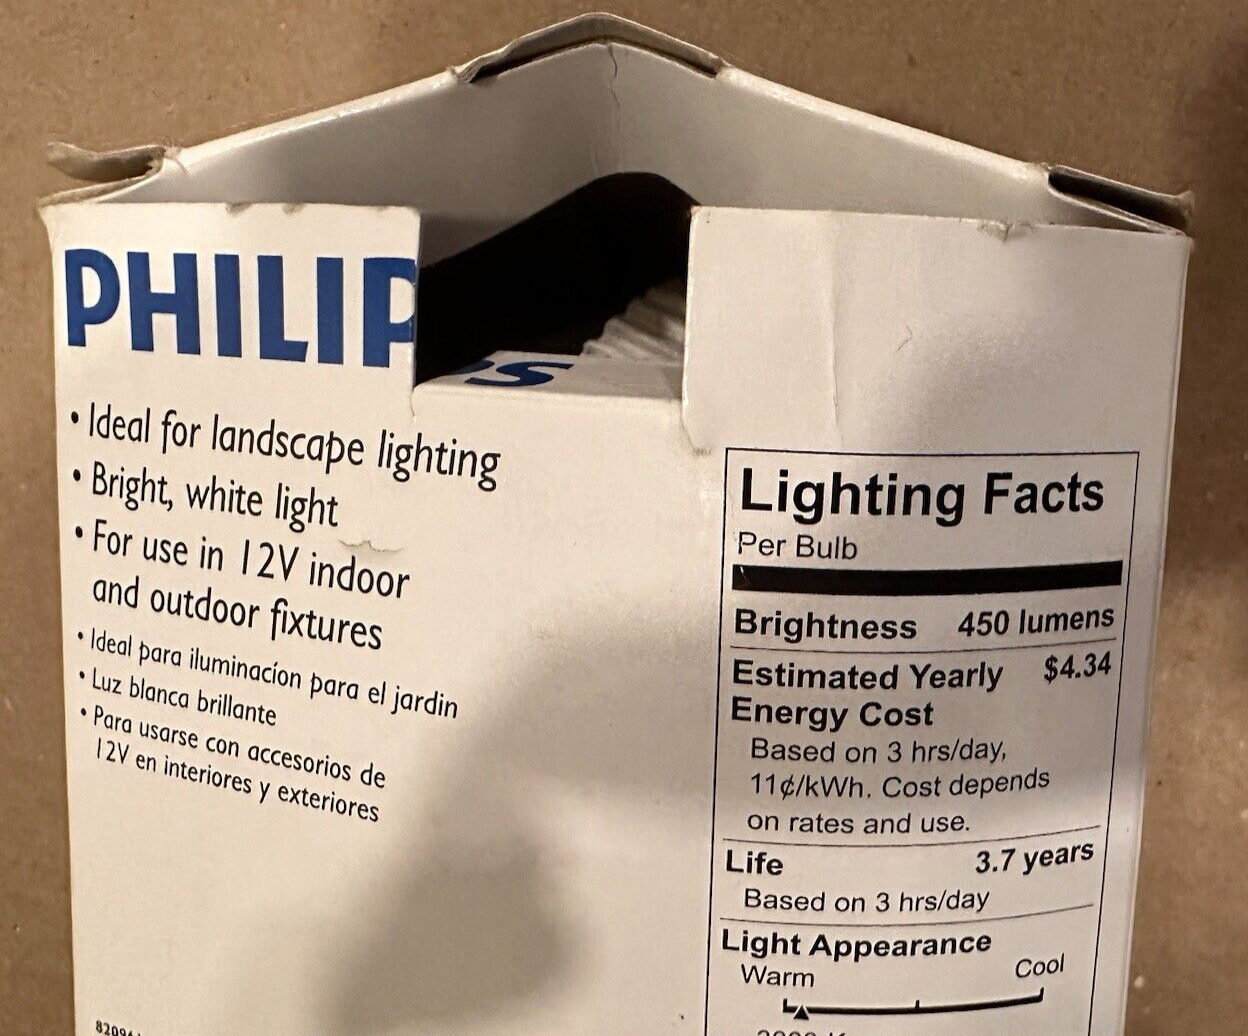 PHILIPS
• Ideal for landscape lighting
• Bright, white light
• For use in 12V indoor
and outdoor fixtures
• Ideal para iluminacíon para el jardin
• Luz blanca brillante
• Para usarse con accesorios de
12V en interiores y exteriores
Lighting Facts
Per Bulb
Brightness 450 lumens
Estimated Yearly $4.34
Energy Cost
Based on 3 hrs/day,
11¢/kWh. Cost depends
on rates and use.
Life 3.7 years
Based on 3 hrs/day
Light Appearance
Warm Cool